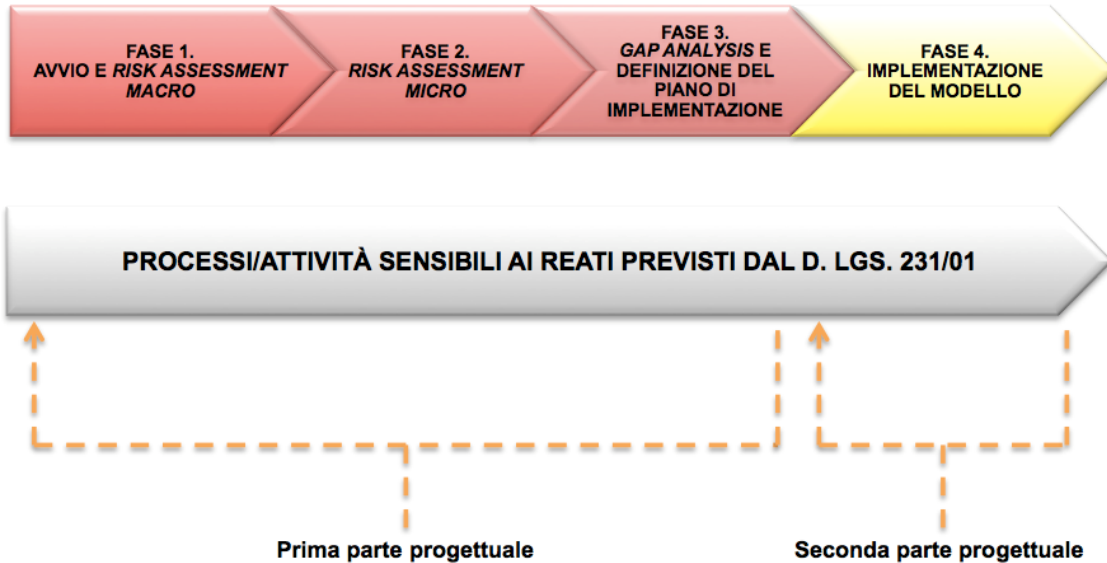 FASE 1.
AVVIO E RISK ASSESSMENT
MACRO
FASE 2.
RISK ASSESSMENT
MICRO
FASE 3.
GAP ANALYSIS E
DEFINIZIONE DEL
PIANO DI
IMPLEMENTAZIONE
FASE 4.
IMPLEMENTAZIONE
DEL MODELLO
PROCESSI/ATTIVITÀ SENSIBILI AI REATI PREVISTI DAL D. LGS. 231/01
Prima parte progettuale
Seconda parte progettuale